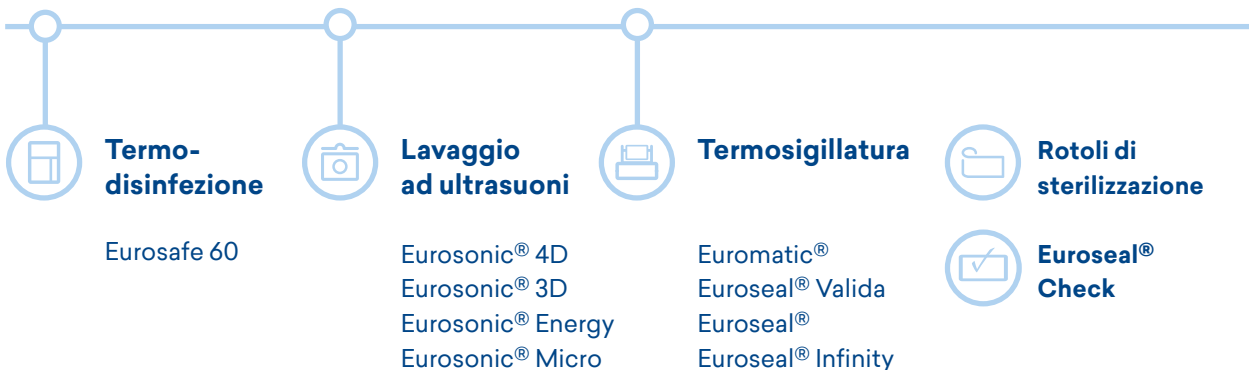 Termo-
disinfezione
Eurosafe 60
Lavaggio
ad ultrasuoni
Eurosonic® 4D
Eurosonic® 3D
Eurosonic® Energy
Eurosonic® Micro
Termosigillatura
Euromatic®
Euroseal® Valida
Euroseal®
Euroseal® Infinity
Rotoli di
sterilizzazione
Euroseal®
Check